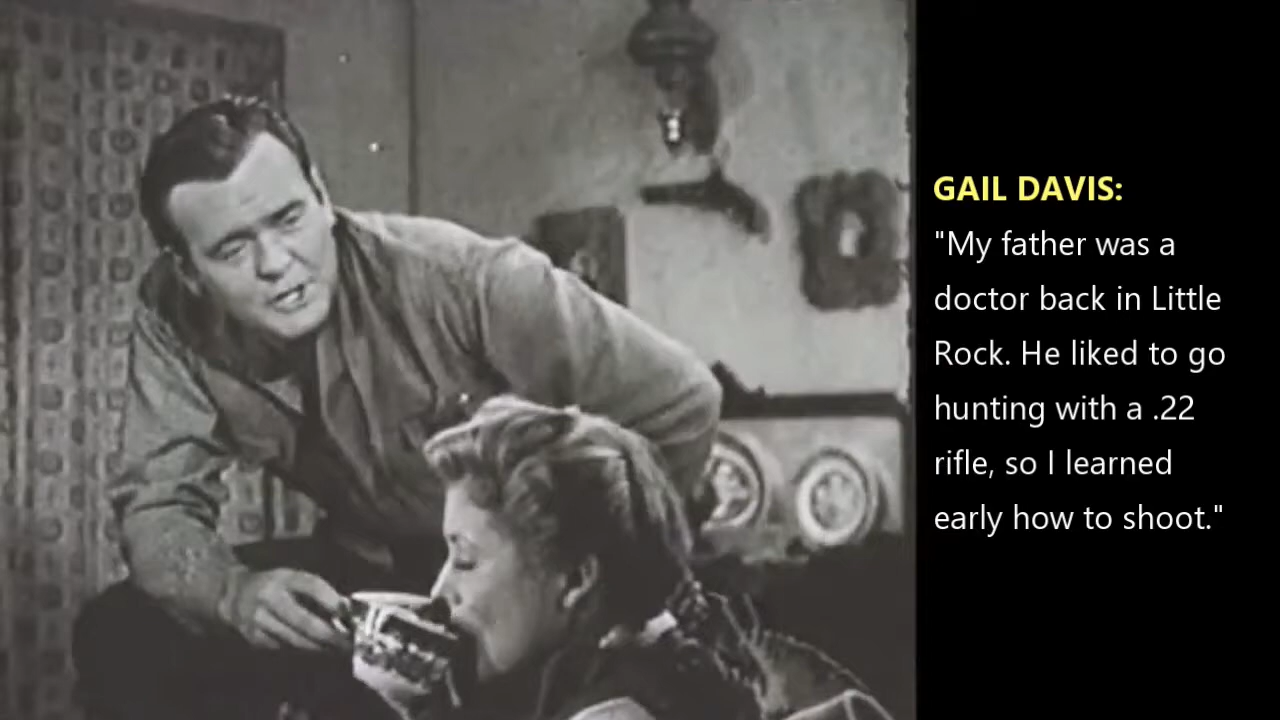 GAIL DAVIS:
"My father was a
doctor back in Little
Rock. He liked to go
hunting with a .22
rifle, so I learned
early how to shoot."